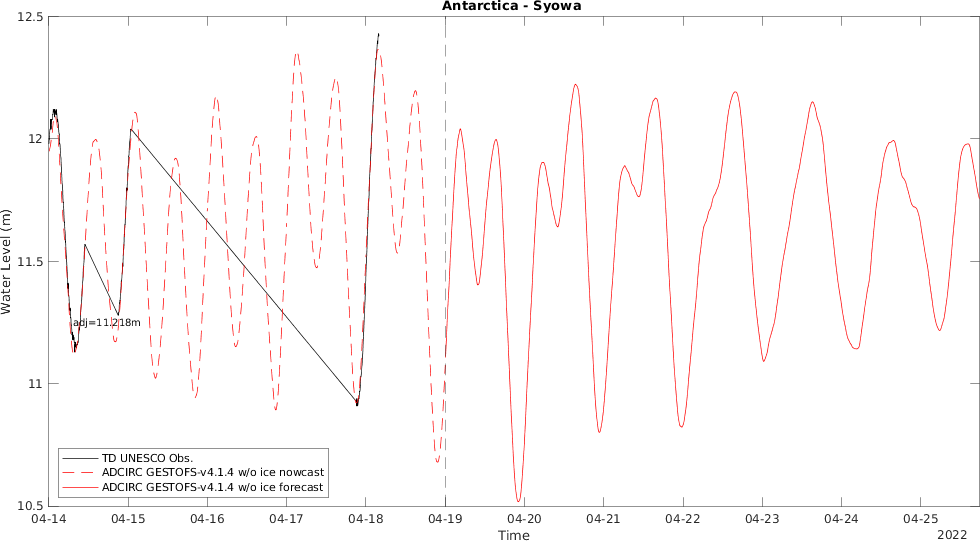 Antarctica - Syowa
12.5
12
11.5
11
10.5
Water Level (m)
adj=11.218m
TD UNESCO Obs.
ADCIRC GESTOFS-v4.1.4 w/o ice nowcast
ADCIRC GESTOFS-v4.1.4 w/o ice forecast
04-14 04-15 04-16 04-17 04-18 04-19 04-20 04-21 04-22 04-23 04-24 04-25
Time
2022